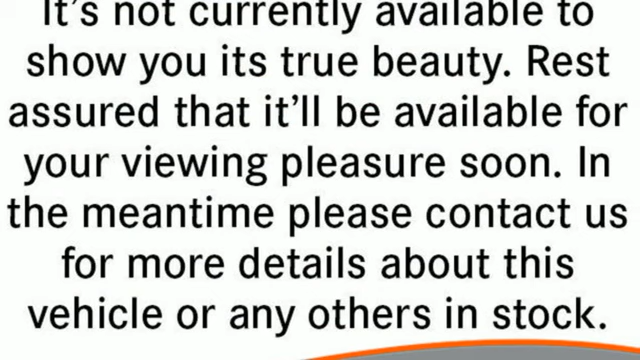 It's not currently available to
show you its true beauty. Rest
assured that it'll be available for
your viewing pleasure soon. In
the meantime please contact us
for more details about this
vehicle or any others in stock.